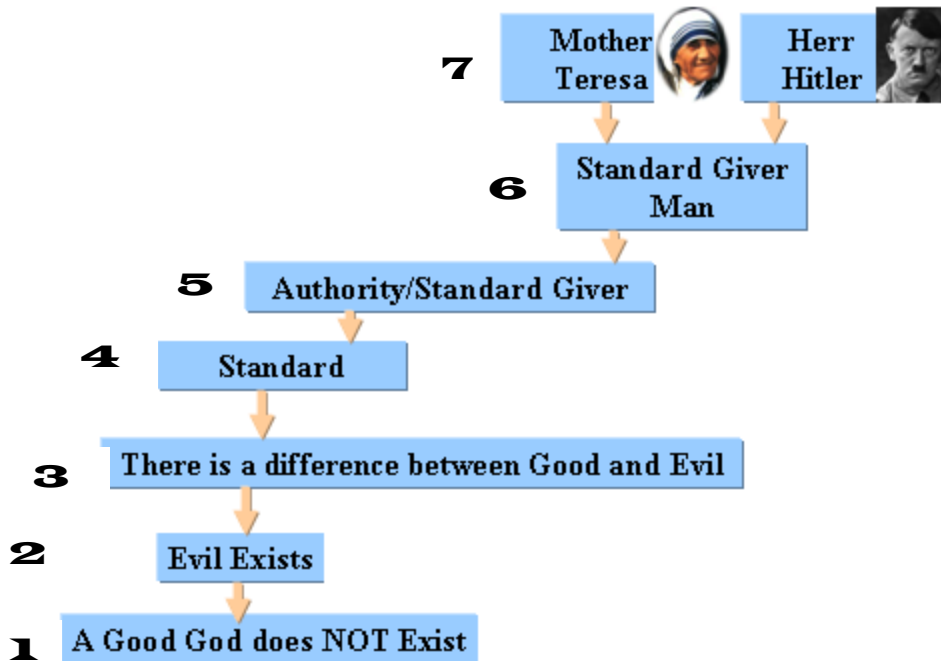 7
Mother
Teresa
Herr
Hitler
6
Standard Giver
Man
5
Authority/Standard Giver
4
Standard
3
There is a difference between Good and Evil
2
Evil Exists
1
A Good God does NOT Exist